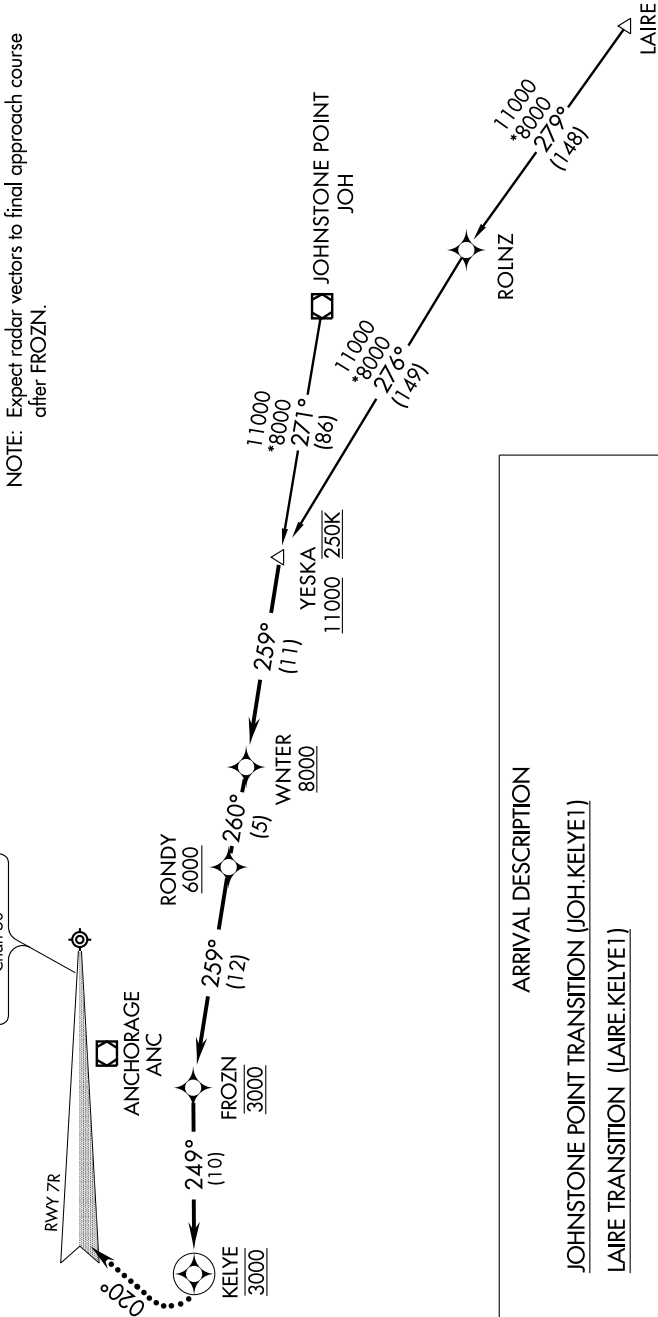 NOTE: Expect radar vectors to final approach course
after FROZN.
RWY 7R
ANCHORAGE
ANC
020°
KELYE
3000
249°
(10)
FROZN
3000
259°
(12)
RONDY
6000
260°
(5)
WNTER
8000
259°
(11)
YESKA
11000 250K
11000
*8000
271°
(86)
JOHNSTONE POINT
JOH
11000
*8000
276°
(149)
ROLNZ
11000
*8000
279°
(148)
LAIRE
ARRIVAL DESCRIPTION
JOHNSTONE POINT TRANSITION (JOH.KELYE1)
LAIRE TRANSITION (LAIRE.KELYE1)